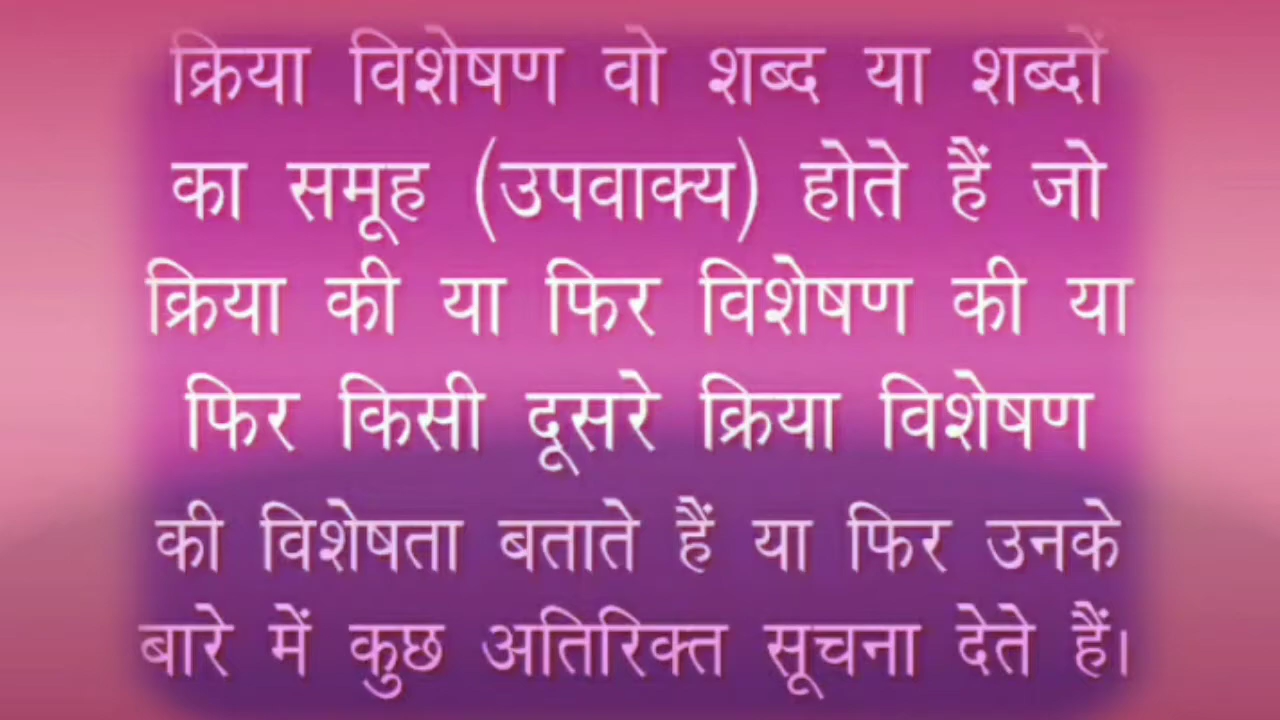 क्रिया विशेषण वो शब्द या शब्दों
का समूह (उपवाक्य) होते हैं जो
क्रिया की या फिर विशेषण की या
फिर किसी दूसरे क्रिया विशेषण
की विशेषता बताते हैं या फिर उनके
बारे में कुछ अतिरिक्त सूचना देते हैं।